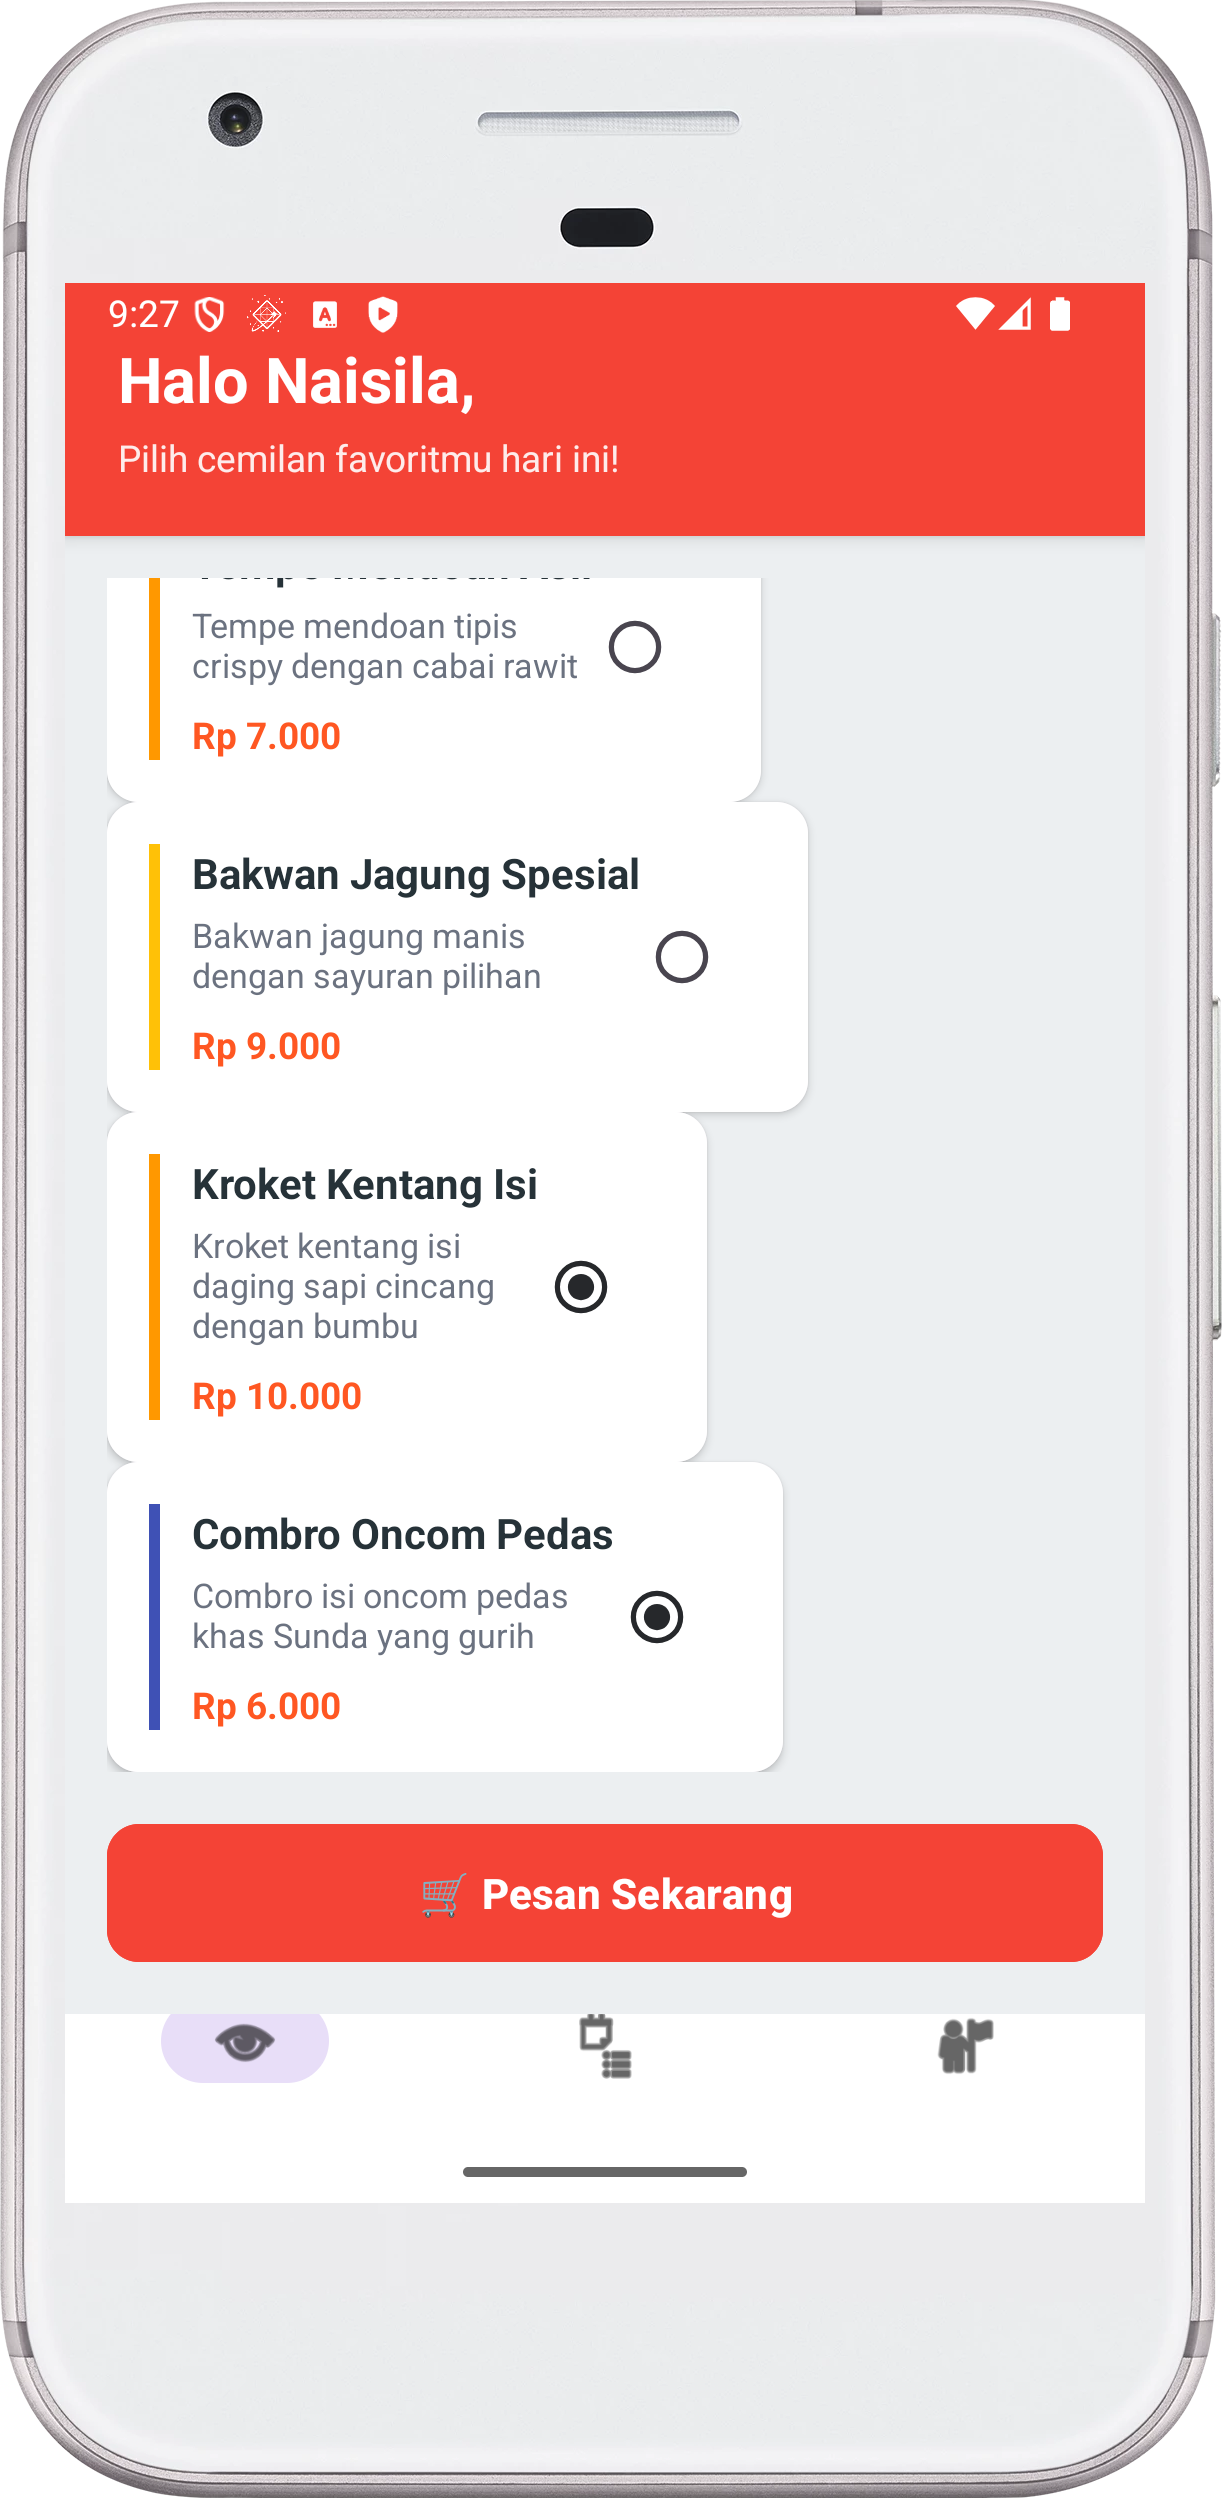 9:27
Halo Naisila,
Pilih cemilan favoritmu hari ini!
Tempe mendoan tipis
crispy dengan cabai rawit
Rp 7.000
Bakwan Jagung Spesial
Bakwan jagung manis
dengan sayuran pilihan
Rp 9.000
Kroket Kentang Isi
Kroket kentang isi
daging sapi cincang
dengan bumbu
Rp 10.000
Combro Oncom Pedas
Combro isi oncom pedas
khas Sunda yang gurih
Rp 6.000
🛒 Pesan Sekarang